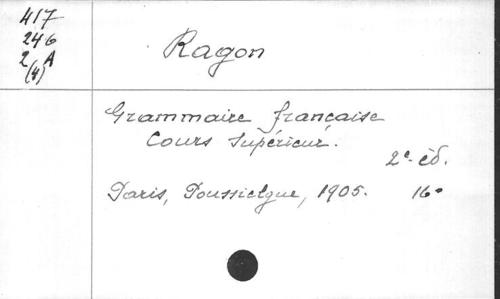 417
246
2 A
(4)
Ragon
Grammaire française
Cours Supérieur.
2e éd.
Paris, Poussielgue, 1905. 16°